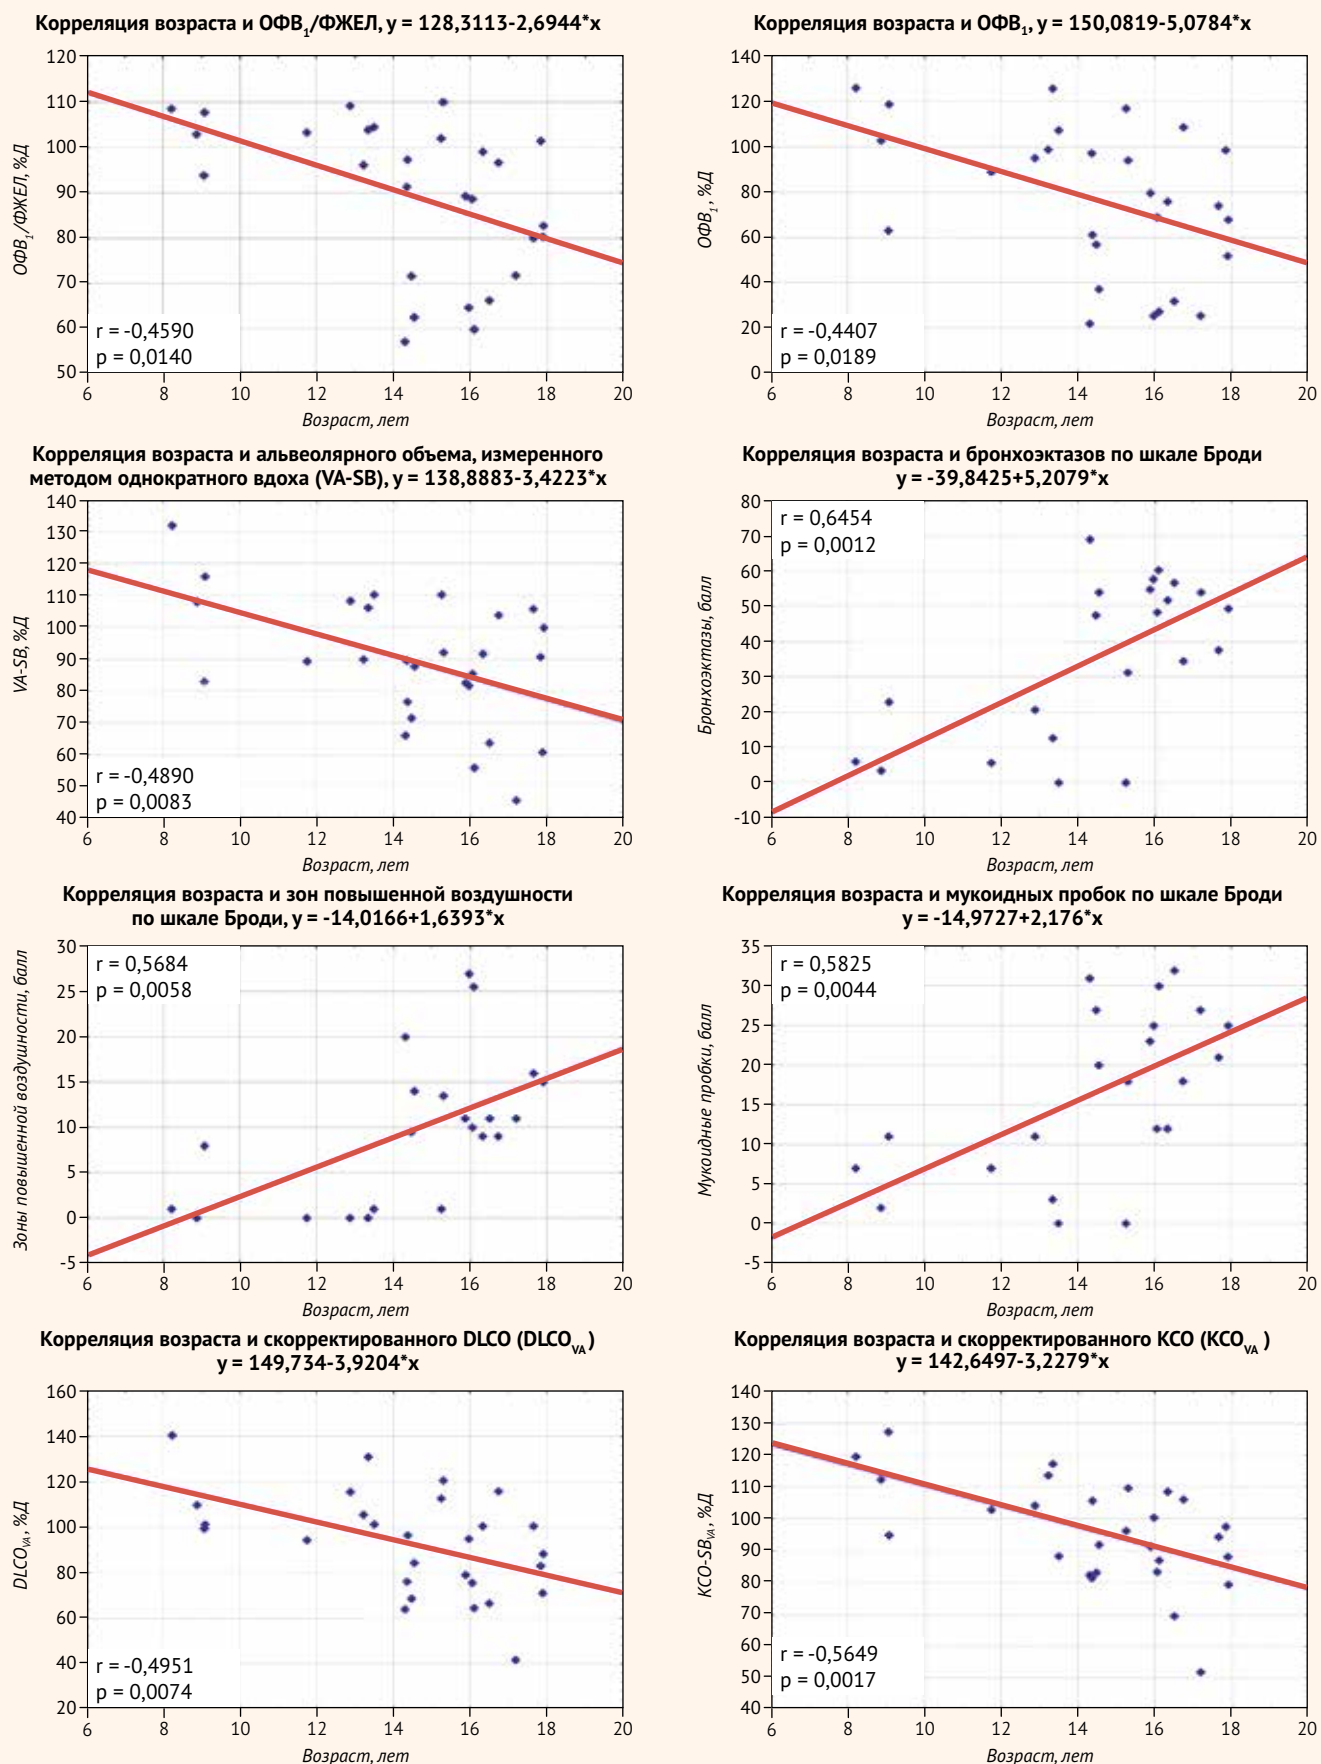 Корреляция возраста и ОФВ₁/ФЖЕЛ, y = 128,3113-2,6944*x
ОФВ₁/ФЖЕЛ, %Д
120
110
100
90
80
70
60
50
r = -0,4590
p = 0,0140
6 8 10 12 14 16 18 20
Возраст, лет
Корреляция возраста и ОФВ₁, y = 150,0819-5,0784*x
ОФВ₁, %Д
140
120
100
80
60
40
20
0
r = -0,4407
p = 0,0189
6 8 10 12 14 16 18 20
Возраст, лет
Корреляция возраста и альвеолярного объема, измеренного
методом однократного вдоха (VA-SB), y = 138,8883-3,4223*x
VA-SB, %Д
140
130
120
110
100
90
80
70
60
50
40
r = -0,4890
p = 0,0083
6 8 10 12 14 16 18 20
Возраст, лет
Корреляция возраста и бронхоэктазов по шкале Броди
y = -39,8425+5,2079*x
Бронхоэктазы, балл
80
70
60
50
40
30
20
10
0
-10
r = 0,6454
p = 0,0012
6 8 10 12 14 16 18 20
Возраст, лет
Корреляция возраста и зон повышенной воздушности
по шкале Броди, y = -14,0166+1,6393*x
Зоны повышенной воздушности, балл
30
25
20
15
10
5
0
-5
r = 0,5684
p = 0,0058
6 8 10 12 14 16 18 20
Возраст, лет
Корреляция возраста и мукоидных пробок по шкале Броди
y = -14,9727+2,176*x
Мукоидные пробки, балл
35
30
25
20
15
10
5
0
-5
r = 0,5825
p = 0,0044
6 8 10 12 14 16 18 20
Возраст, лет
Корреляция возраста и скорректированного DLCO (DLCO_VA)
y = 149,734-3,9204*x
DLCO_VA, %Д
160
140
120
100
80
60
40
20
r = -0,4951
p = 0,0074
6 8 10 12 14 16 18 20
Возраст, лет
Корреляция возраста и скорректированного КСО (КСО_VA)
y = 142,6497-3,2279*x
КСО-SB_VA, %Д
140
130
120
110
100
90
80
70
60
50
40
r = -0,5649
p = 0,0017
6 8 10 12 14 16 18 20
Возраст, лет